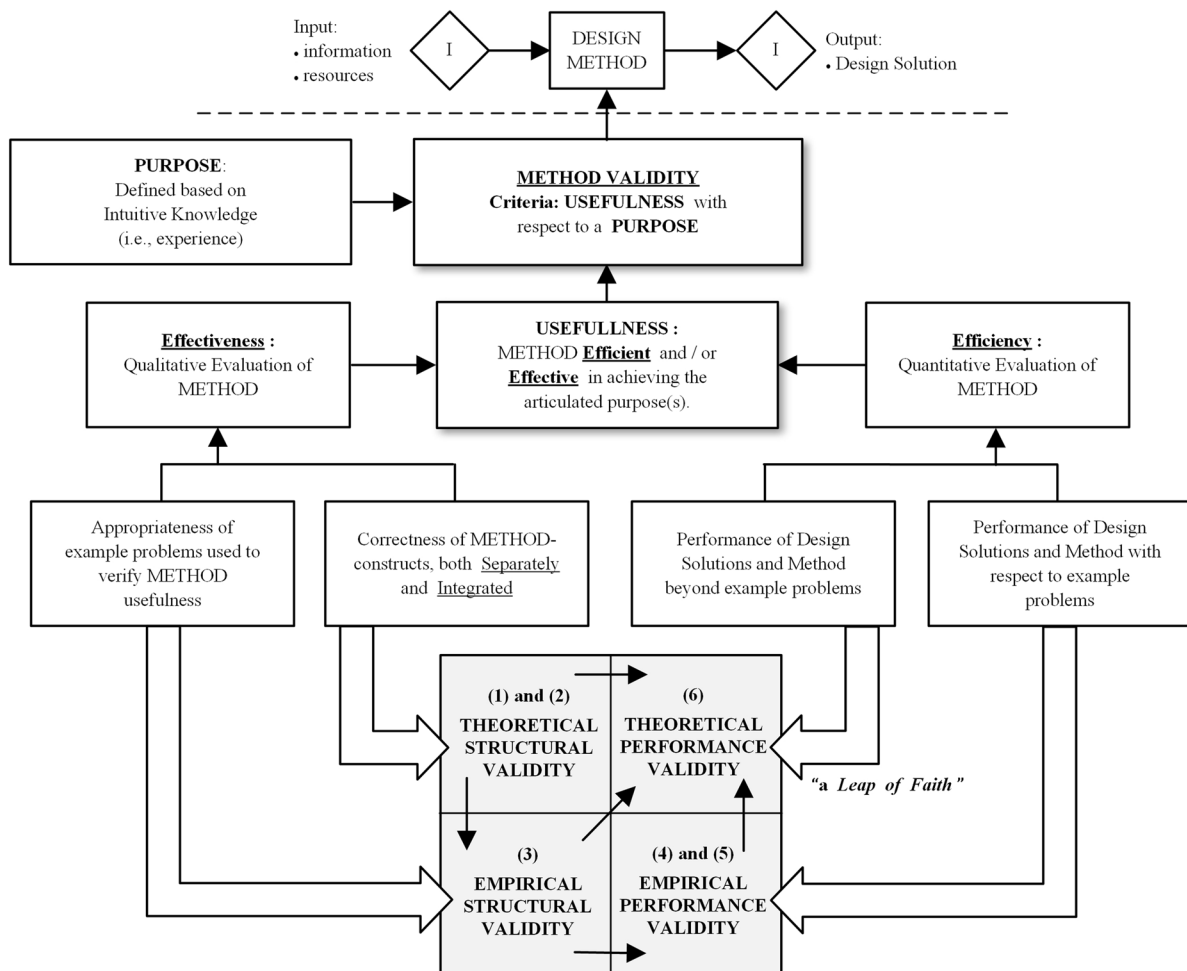 Input:
• information
• resources
I
DESIGN
METHOD
I
Output:
• Design Solution
PURPOSE:
Defined based on
Intuitive Knowledge
(i.e., experience)
METHOD VALIDITY
Criteria: USEFULNESS with
respect to a PURPOSE
Effectiveness :
Qualitative Evaluation of
METHOD
USEFULLNESS :
METHOD Efficient and / or
Effective in achieving the
articulated purpose(s).
Efficiency :
Quantitative Evaluation of
METHOD
Appropriateness of
example problems used to
verify METHOD
usefulness
Correctness of METHOD-
constructs, both Separately
and Integrated
Performance of Design
Solutions and Method
beyond example problems
Performance of Design
Solutions and Method with
respect to example
problems
(1) and (2)
THEORETICAL
STRUCTURAL
VALIDITY
(6)
THEORETICAL
PERFORMANCE
VALIDITY
“a Leap of Faith”
(3)
EMPIRICAL
STRUCTURAL
VALIDITY
(4) and (5)
EMPIRICAL
PERFORMANCE
VALIDITY